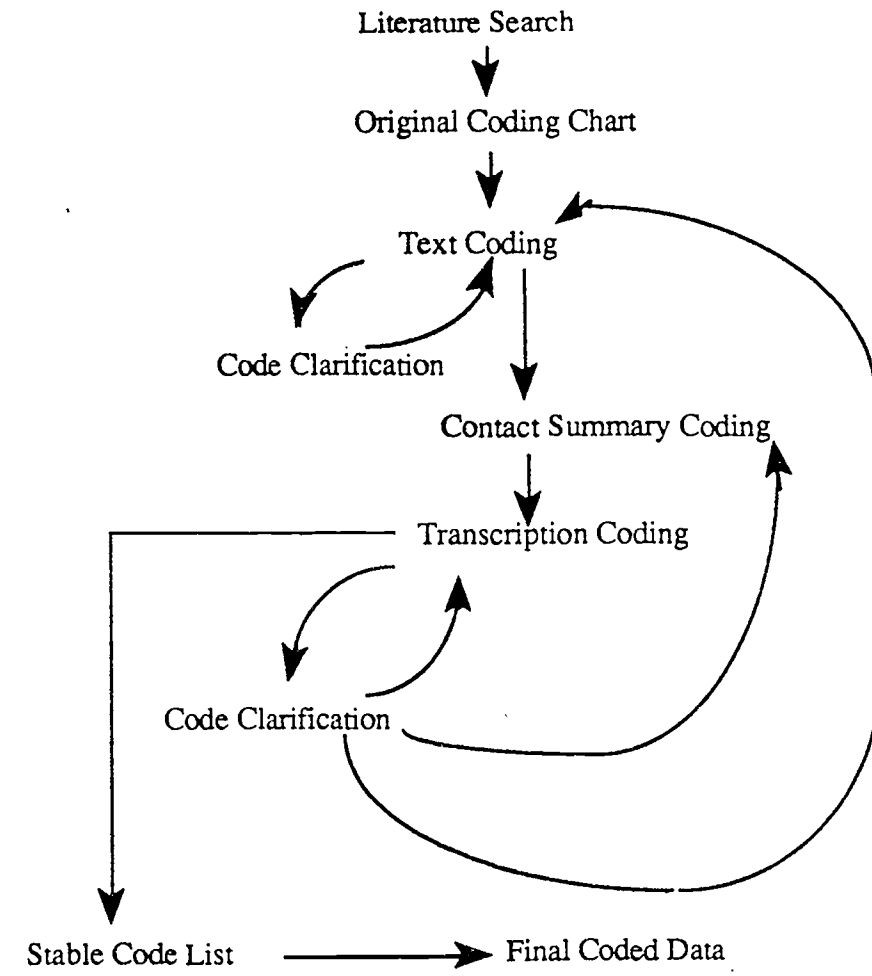 Literature Search
Original Coding Chart
Text Coding
Code Clarification
Contact Summary Coding
Transcription Coding
Code Clarification
Stable Code List
Final Coded Data